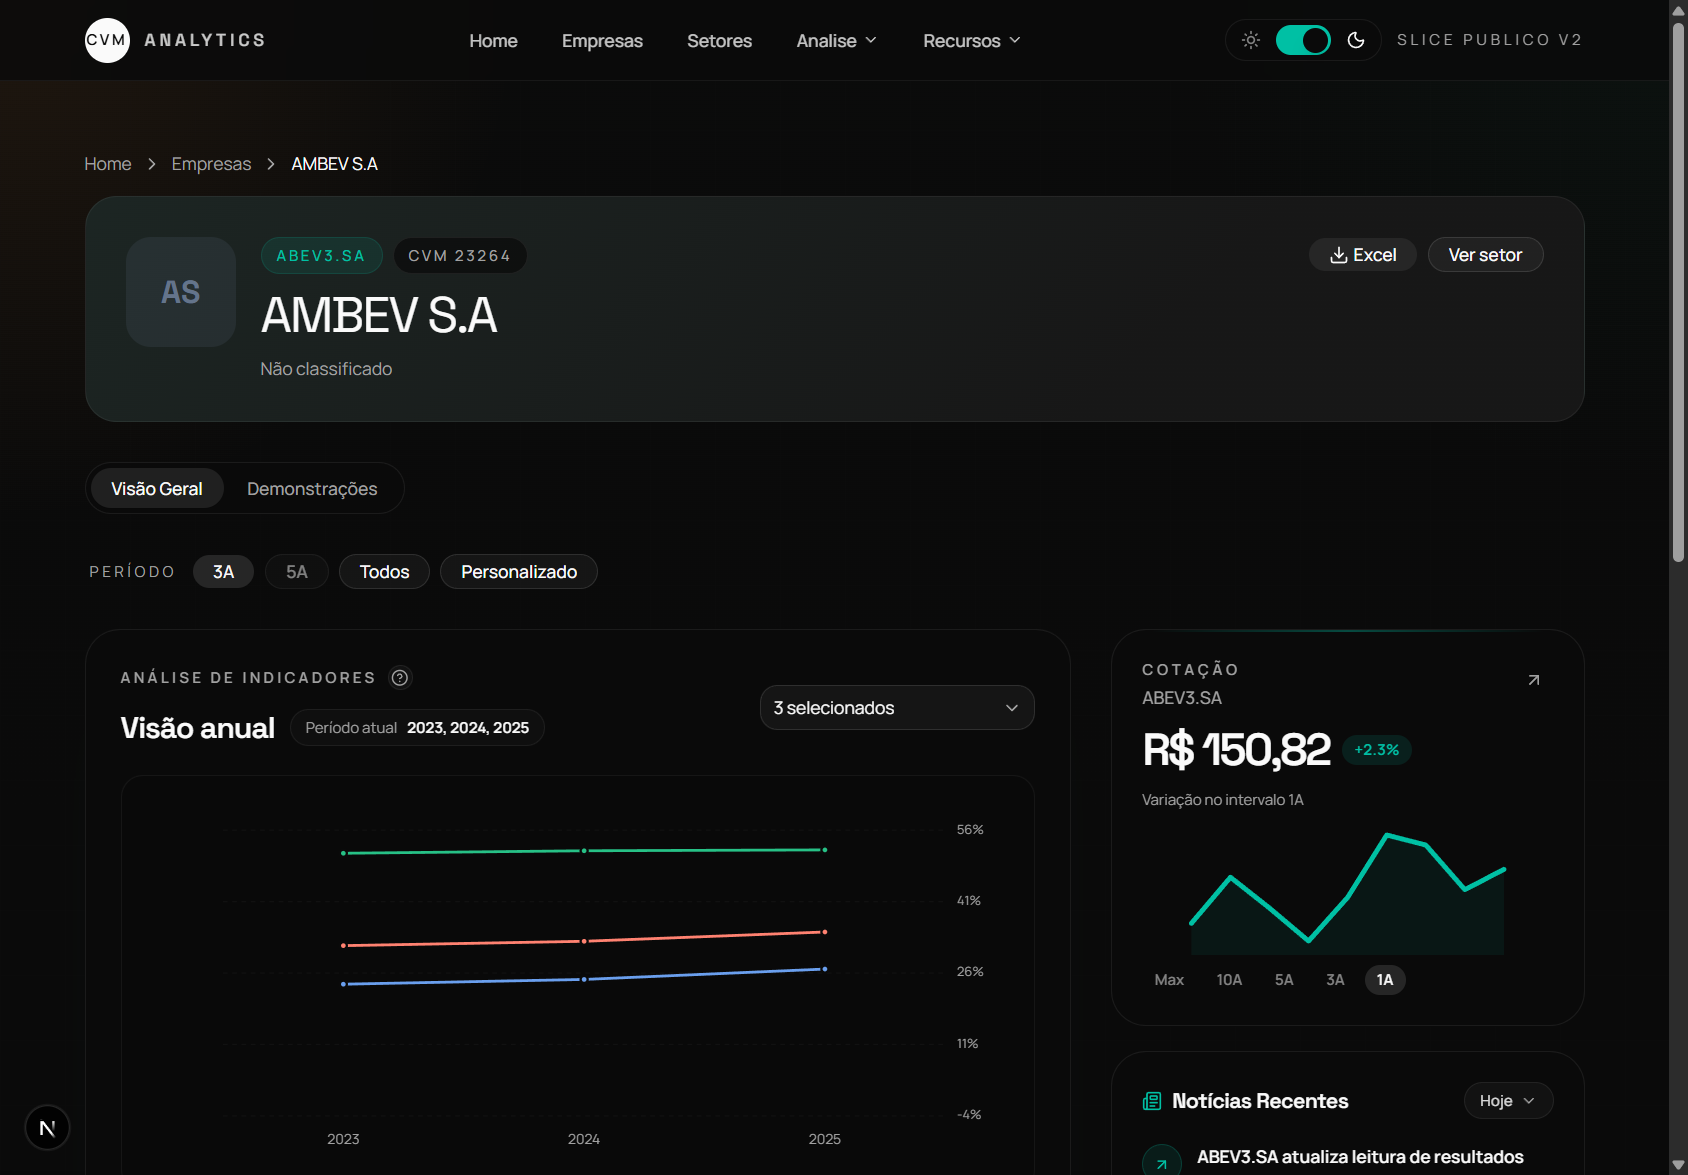 CVM ANALYTICS
Home Empresas Setores Analise Recursos
SLICE PUBLICO V2
Home > Empresas > AMBEV S.A
AS
ABEV3.SA CVM 23264
AMBEV S.A
Não classificado
Excel Ver setor
Visão Geral Demonstrações
PERÍODO 3A 5A Todos Personalizado
ANÁLISE DE INDICADORES ?
Visão anual Período atual 2023, 2024, 2025
3 selecionados
56%
41%
26%
11%
-4%
2023 2024 2025
COTAÇÃO
ABEV3.SA
R$ 150,82 +2.3%
Variação no intervalo 1A
Max 10A 5A 3A 1A
Notícias Recentes Hoje
ABEV3.SA atualiza leitura de resultados
N